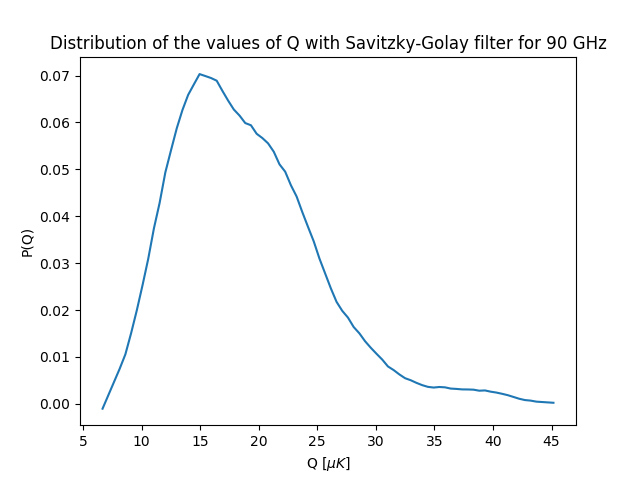 Distribution of the values of Q with Savitzky-Golay filter for 90 GHz
0.07
0.06
0.05
0.04
0.03
0.02
0.01
0.00
P(Q)
5 10 15 20 25 30 35 40 45
Q [μK]